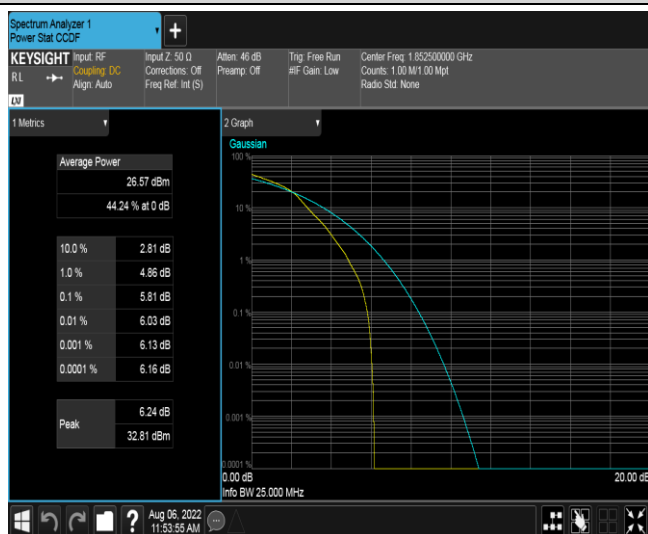 Spectrum Analyzer 1
Power Stat CCDF
+
KEYSIGHT
RL
LXI
Input: RF
Coupling: DC
Align: Auto
Input Z: 50 Ω
Corrections: Off
Freq Ref: Int (S)
Atten: 46 dB
Preamp: Off
Trig: Free Run
#IF Gain: Low
Center Freq: 1.852500000 GHz
Counts: 1.00 M/1.00 Mpt
Radio Std: None
1 Metrics
Average Power
26.57 dBm
44.24 % at 0 dB
10.0 % 2.81 dB
1.0 % 4.86 dB
0.1 % 5.81 dB
0.01 % 6.03 dB
0.001 % 6.13 dB
0.0001 % 6.16 dB
Peak 6.24 dB
32.81 dBm
2 Graph
Gaussian
100 %
10 %
1 %
0.1 %
0.01 %
0.001 %
0.0001 %
0.00 dB
20.00 dB
Info BW 25.000 MHz
?
Aug 06, 2022
11:53:55 AM